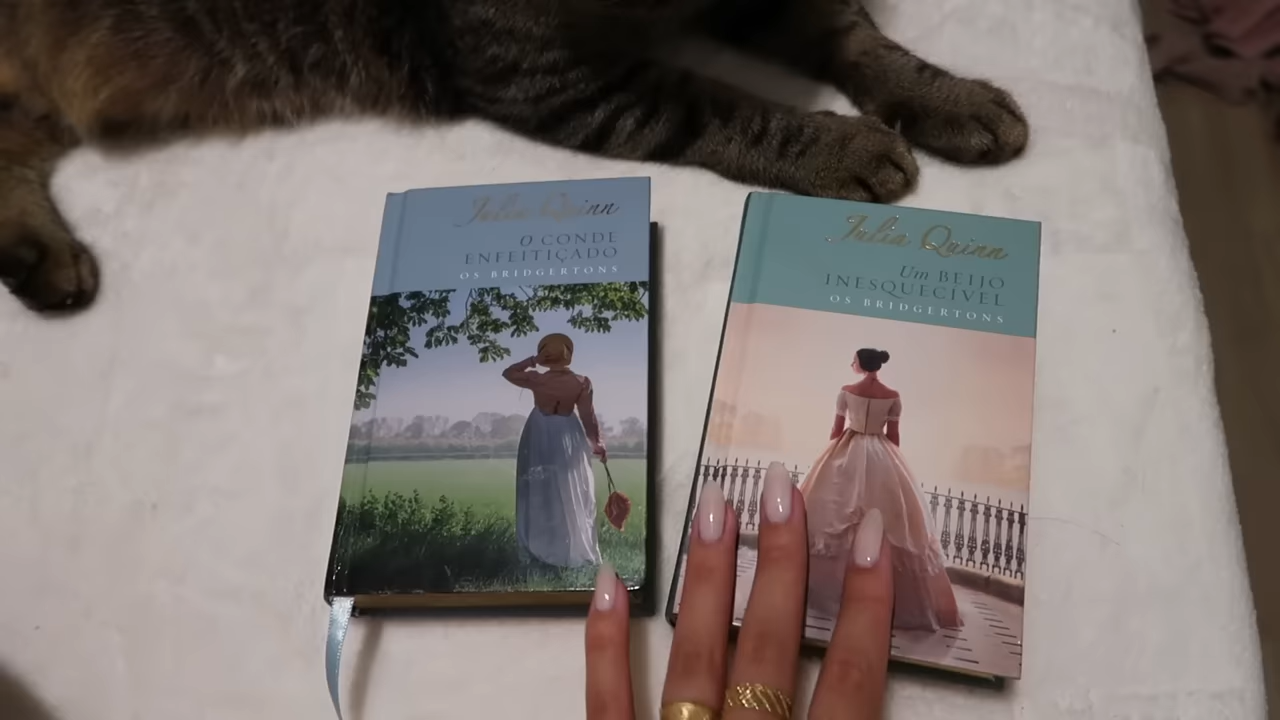 Julia Quinn
O CONDE
ENFEITIÇADO
OS BRIDGERTONS
Julia Quinn
Um BEIJO
INESQUECÍVEL
OS BRIDGERTONS